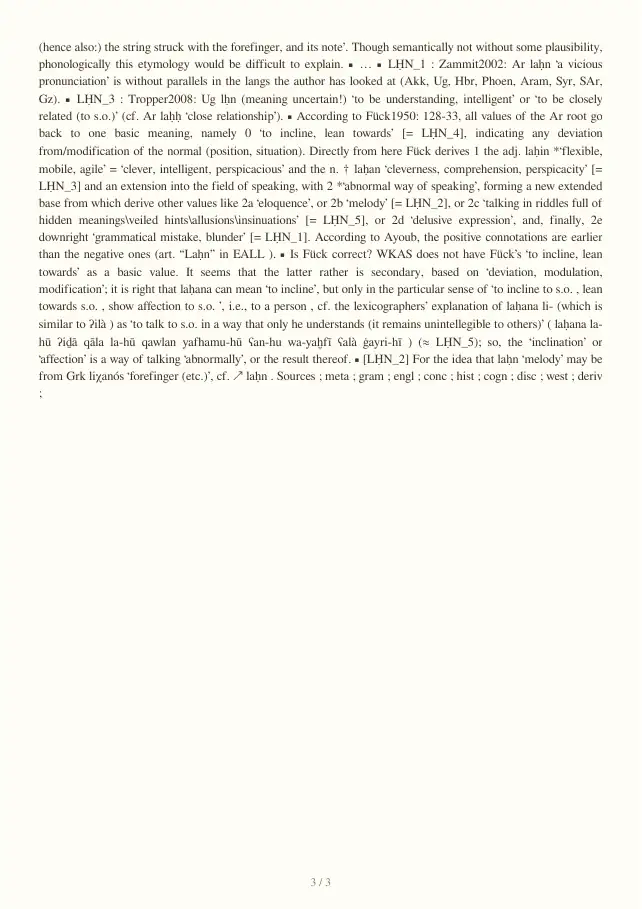 (hence also:) the string struck with the forefinger, and its note’. Though semantically not without some plausibility,
phonologically this etymology would be difficult to explain. ▪ … ▪ LḤN_1 : Zammit2002: Ar laḥn ‘a vicious
pronunciation’ is without parallels in the langs the author has looked at (Akk, Ug, Hbr, Phoen, Aram, Syr, SAr,
Gz). ▪ LḤN_3 : Tropper2008: Ug lḥn (meaning uncertain!) ‘to be understanding, intelligent’ or ‘to be closely
related (to s.o.)’ (cf. Ar laḥḥ ‘close relationship’). ▪ According to Fück1950: 128-33, all values of the Ar root go
back to one basic meaning, namely 0 ‘to incline, lean towards’ [= LḤN_4], indicating any deviation
from/modification of the normal (position, situation). Directly from here Fück derives 1 the adj. laḥin *‘flexible,
mobile, agile’ = ‘clever, intelligent, perspicacious’ and the n. † laḥan ‘cleverness, comprehension, perspicacity’ [=
LḤN_3] and an extension into the field of speaking, with 2 *‘abnormal way of speaking’, forming a new extended
base from which derive other values like 2a ‘eloquence’, or 2b ‘melody’ [= LḤN_2], or 2c ‘talking in riddles full of
hidden meanings\veiled hints\allusions\insinuations’ [= LḤN_5], or 2d ‘delusive expression’, and, finally, 2e
downright ‘grammatical mistake, blunder’ [= LḤN_1]. According to Ayoub, the positive connotations are earlier
than the negative ones (art. “Laḥn” in EALL ). ▪ Is Fück correct? WKAS does not have Fück’s ‘to incline, lean
towards’ as a basic value. It seems that the latter rather is secondary, based on ‘deviation, modulation,
modification’; it is right that laḥana can mean ‘to incline’, but only in the particular sense of ‘to incline to s.o. , lean
towards s.o. , show affection to s.o. ’, i.e., to a person , cf. the lexicographers’ explanation of laḥana li- (which is
similar to ʔilà ) as ‘to talk to s.o. in a way that only he understands (it remains unintellegible to others)’ ( laḥana la-
hū ʔiḏā qāla la-hū qawlan yafhamu-hū ʕan-hu wa-yaḫfī ʕalà ġayri-hī ) (≈ LḤN_5); so, the ‘inclination’ or
‘affection’ is a way of talking ‘abnormally’, or the result thereof. ▪ [LḤN_2] For the idea that laḥn ‘melody’ may be
from Grk liχanós ‘forefinger (etc.)’, cf. ↗ laḥn . Sources ; meta ; gram ; engl ; conc ; hist ; cogn ; disc ; west ; deriv
;
3 / 3